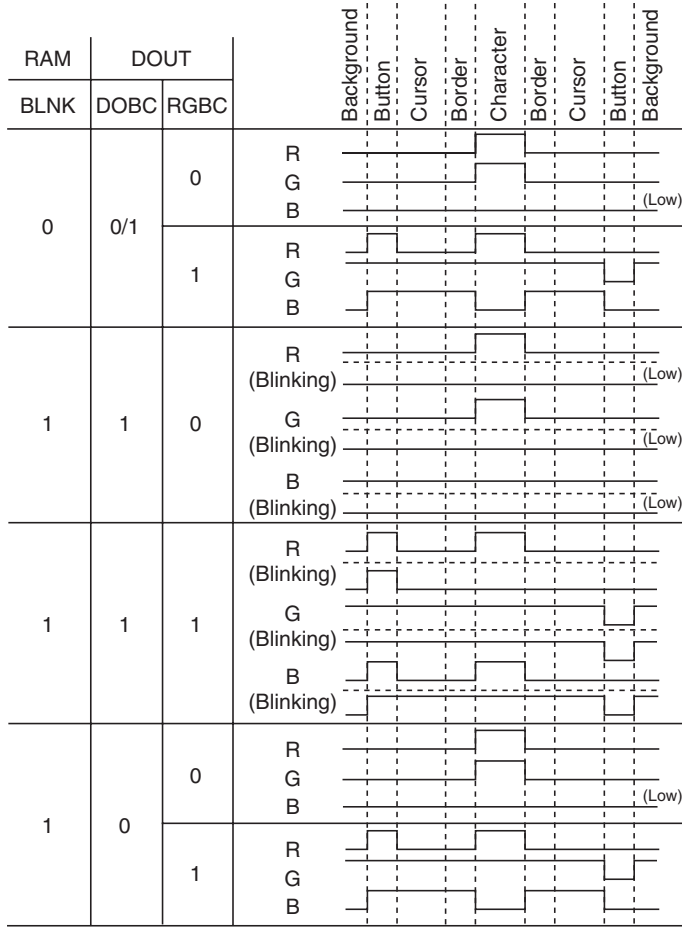 Background Button Cursor Border Character Border Cursor Button Background
RAM DOUT
BLNK DOBC RGBC
0 0/1 0 R
G
B (Low)
1 R
G
B
1 1 0 R
(Blinking) (Low)
G
(Blinking) (Low)
B
(Blinking) (Low)
1 1 1 R
(Blinking)
G
(Blinking)
B
(Blinking)
1 0 0 R
G
B (Low)
1 R
G
B